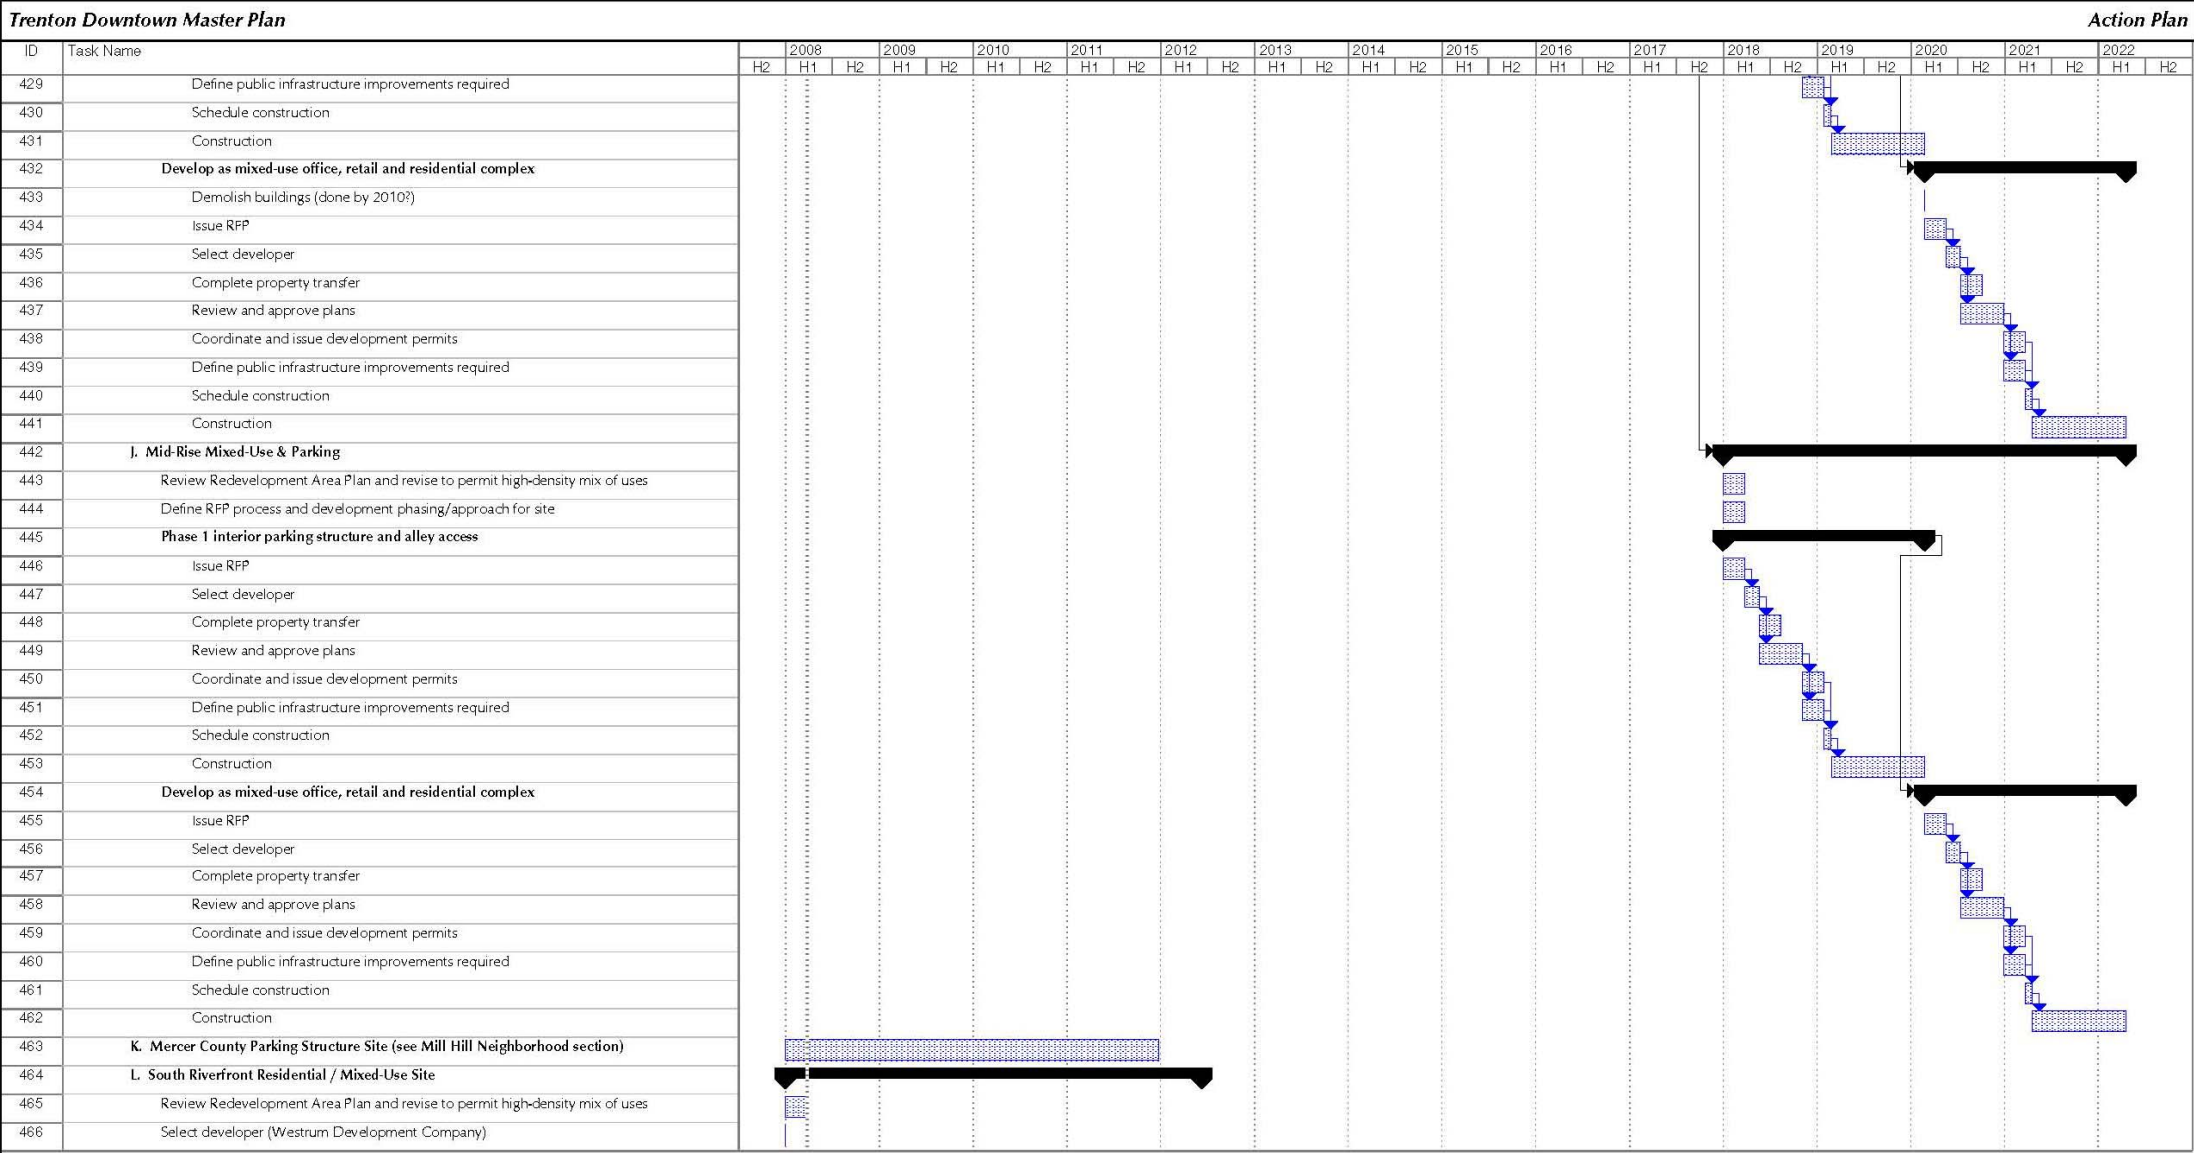 Trenton Downtown Master Plan Action Plan
ID Task Name 2008 2009 2010 2011 2012 2013 2014 2015 2016 2017 2018 2019 2020 2021 2022
H2 H1 H2 H1 H2 H1 H2 H1 H2 H1 H2 H1 H2 H1 H2 H1 H2 H1 H2 H1 H2 H1 H2 H1 H2 H1 H2 H1 H2 H1 H2
429 Define public infrastructure improvements required
430 Schedule construction
431 Construction
432 Develop as mixed-use office, retail and residential complex
433 Demolish buildings (done by 2010?)
434 Issue RFP
435 Select developer
436 Complete property transfer
437 Review and approve plans
438 Coordinate and issue development permits
439 Define public infrastructure improvements required
440 Schedule construction
441 Construction
442 J. Mid-Rise Mixed-Use & Parking
443 Review Redevelopment Area Plan and revise to permit high-density mix of uses
444 Define RFP process and development phasing/approach for site
445 Phase 1 interior parking structure and alley access
446 Issue RFP
447 Select developer
448 Complete property transfer
449 Review and approve plans
450 Coordinate and issue development permits
451 Define public infrastructure improvements required
452 Schedule construction
453 Construction
454 Develop as mixed-use office, retail and residential complex
455 Issue RFP
456 Select developer
457 Complete property transfer
458 Review and approve plans
459 Coordinate and issue development permits
460 Define public infrastructure improvements required
461 Schedule construction
462 Construction
463 K. Mercer County Parking Structure Site (see Mill Hill Neighborhood section)
464 L. South Riverfront Residential / Mixed-Use Site
465 Review Redevelopment Area Plan and revise to permit high-density mix of uses
466 Select developer (Westrum Development Company)